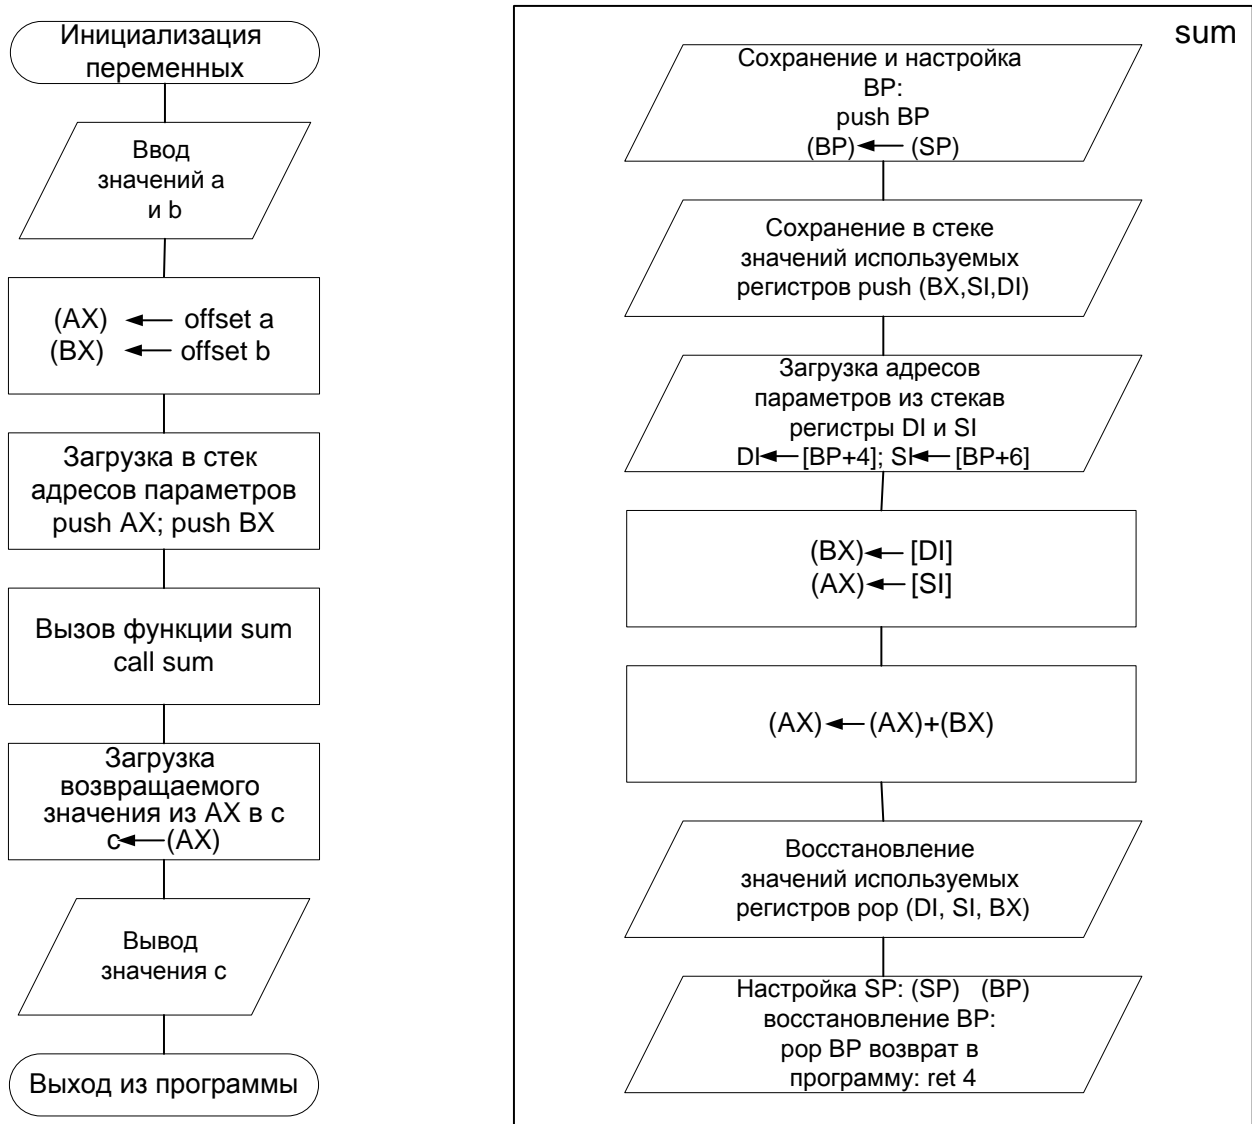 Инициализация
переменных
Ввод
значений a
и b
(AX) ← offset a
(BX) ← offset b
Загрузка в стек
адресов параметров
push AX; push BX
Вызов функции sum
call sum
Загрузка
возвращаемого
значения из AX в с
с←(AX)
Вывод
значения с
Выход из программы
sum
Сохранение и настройка
BP:
push BP
(BP)← (SP)
Сохранение в стеке
значений используемых
регистров push (BX,SI,DI)
Загрузка адресов
параметров из стекав
регистры DI и SI
DI← [BP+4]; SI← [BP+6]
(BX)← [DI]
(AX)← [SI]
(AX)← (AX)+(BX)
Восстановление
значений используемых
регистров pop (DI, SI, BX)
Настройка SP: (SP) (BP)
восстановление BP:
pop BP возврат в
программу: ret 4